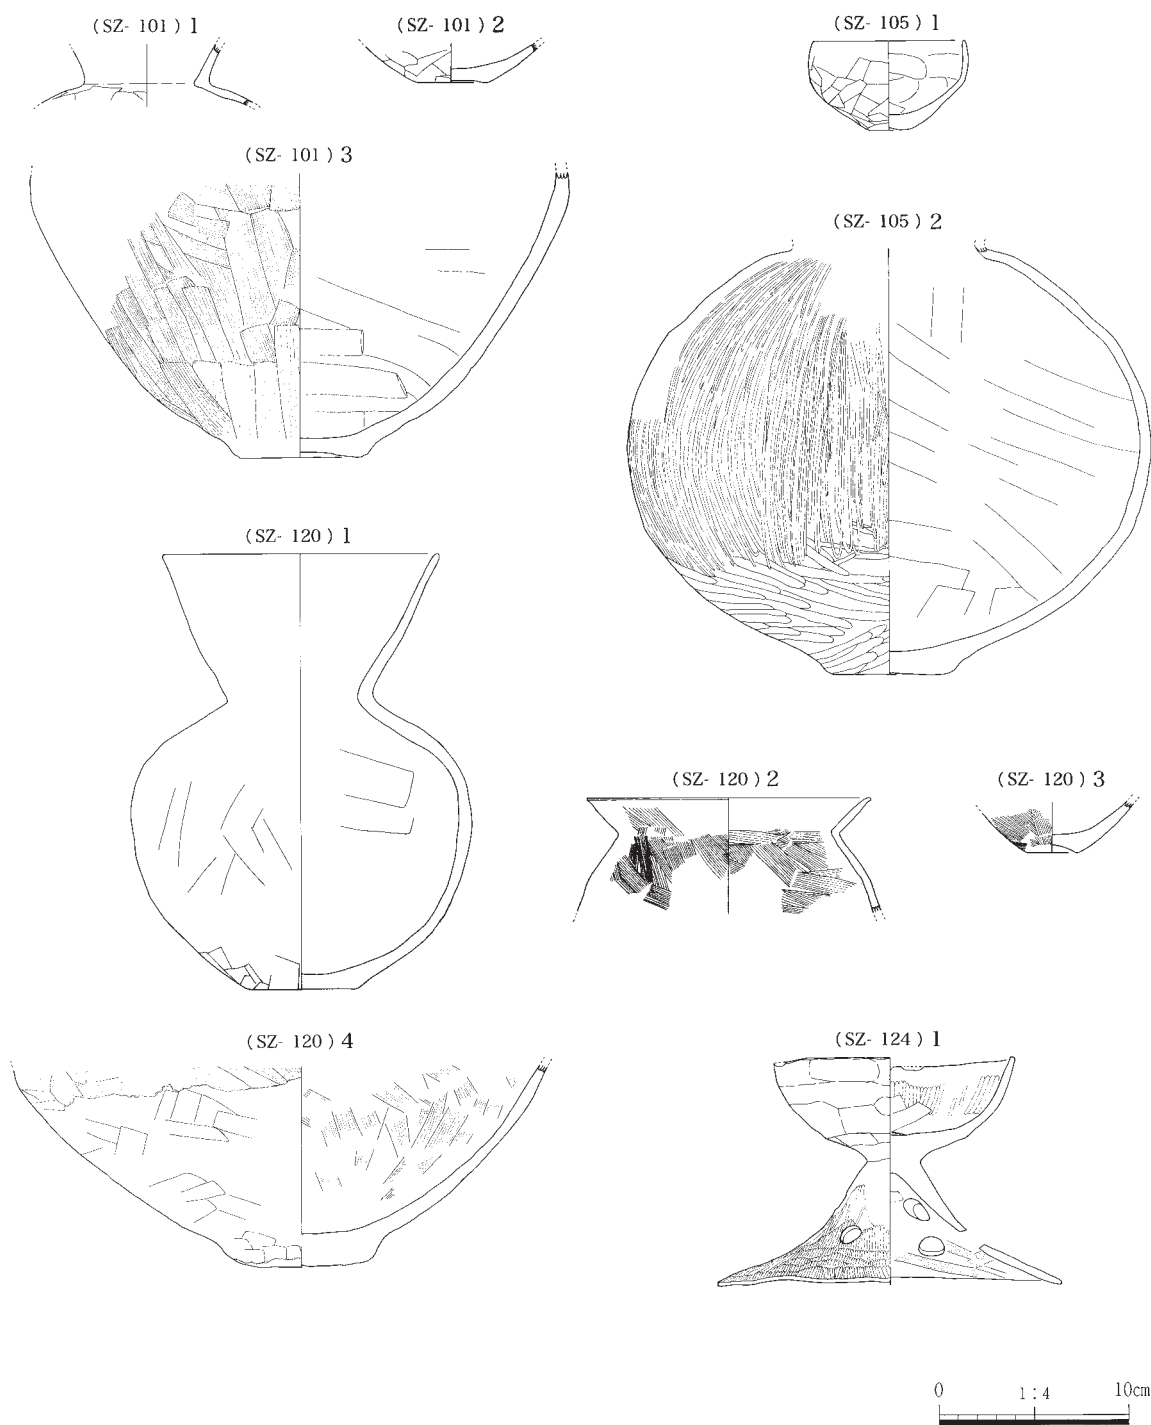 (SZ- 101) 1
(SZ- 101) 2
(SZ- 105) 1
(SZ- 101) 3
(SZ- 105) 2
(SZ- 120) 1
(SZ- 120) 2
(SZ- 120) 3
(SZ- 120) 4
(SZ- 124) 1
0 1:4 10cm